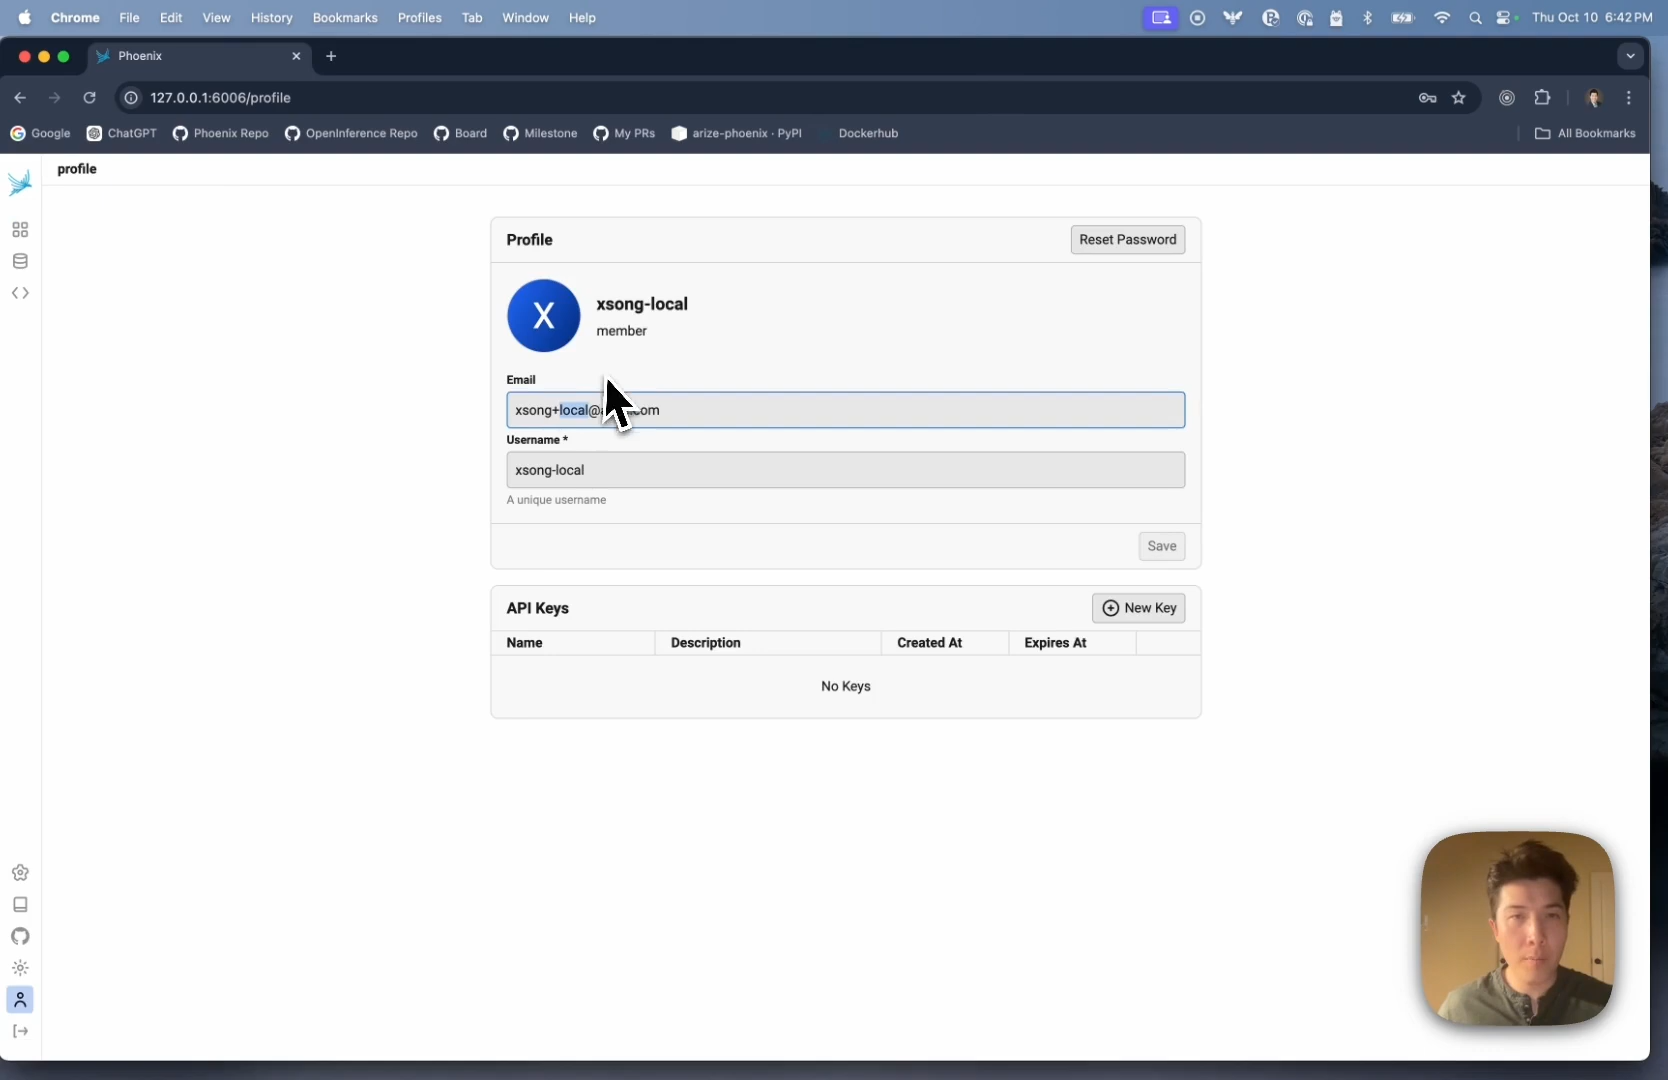 Chrome File Edit View History Bookmarks Profiles Tab Window Help Thu Oct 10 6:42 PM
Phoenix
127.0.0.1:6006/profile
Google ChatGPT Phoenix Repo OpenInference Repo Board Milestone My PRs arize-phoenix · PyPI Dockerhub All Bookmarks
profile
Profile Reset Password
X
xsong-local
member
Email
xsong+local@ .com
Username *
xsong-local
A unique username
Save
API Keys New Key
Name Description Created At Expires At
No Keys